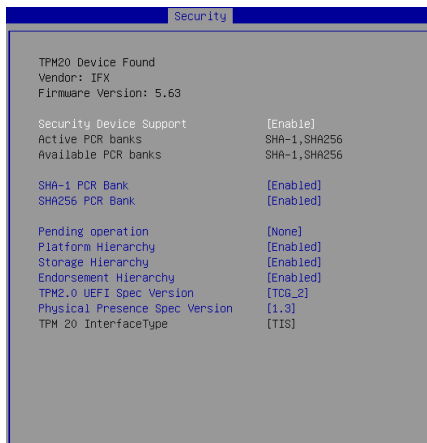 Security
TPM20 Device Found
Vendor: IFX
Firmware Version: 5.63
Security Device Support [Enable]
Active PCR banks SHA-1,SHA256
Available PCR banks SHA-1,SHA256
SHA-1 PCR Bank [Enabled]
SHA256 PCR Bank [Enabled]
Pending operation [None]
Platform Hierarchy [Enabled]
Storage Hierarchy [Enabled]
Endorsement Hierarchy [Enabled]
TPM2.0 UEFI Spec Version [TCG_2]
Physical Presence Spec Version [1.3]
TPM 20 InterfaceType [TIS]